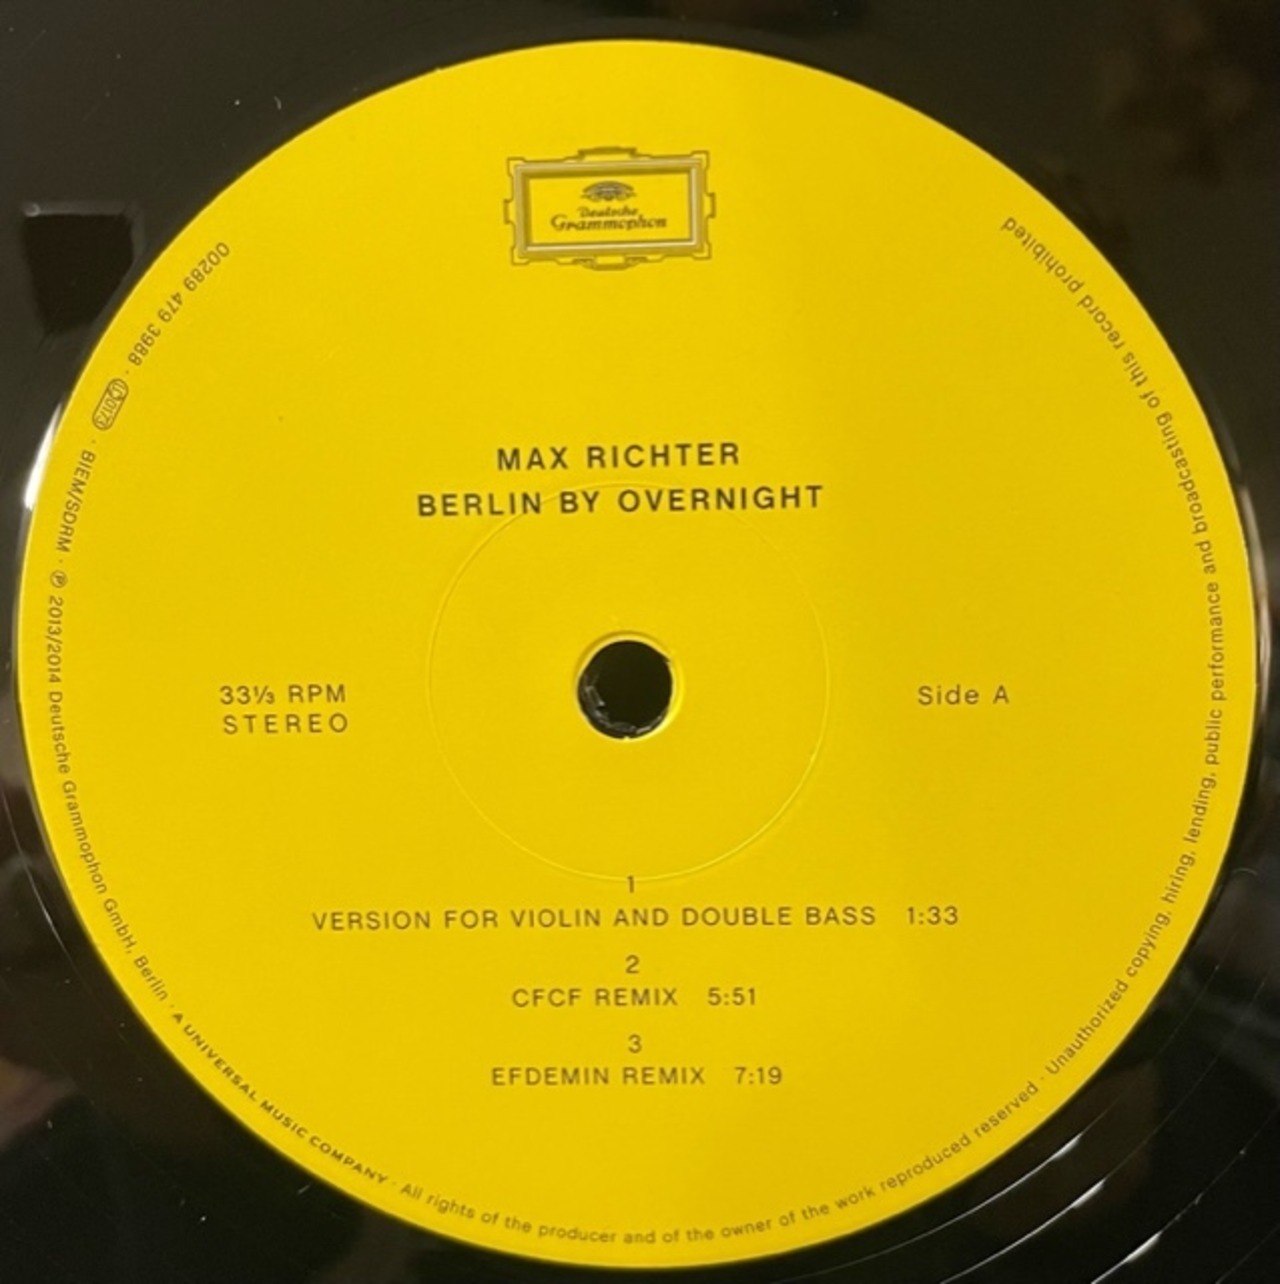 Deutsche
Grammophon
MAX RICHTER
BERLIN BY OVERNIGHT
33⅓ RPM
STEREO
Side A
1
VERSION FOR VIOLIN AND DOUBLE BASS 1:33
2
CFCF REMIX 5:51
3
EFDEMIN REMIX 7:19
00289 479 3988 · LC 0173 · BIEM/SDRM · ℗ 2013/2014 Deutsche Grammophon GmbH, Berlin · A UNIVERSAL MUSIC COMPANY · All rights of the producer and of the owner of the work reproduced reserved · Unauthorized copying, hiring, lending, public performance and broadcasting of this record prohibited